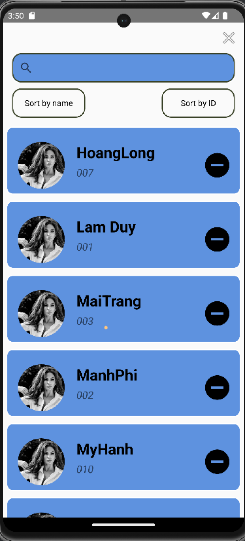 3:50
Sort by name
Sort by ID
HoangLong
007
Lam Duy
001
MaiTrang
003
ManhPhi
002
MyHanh
010